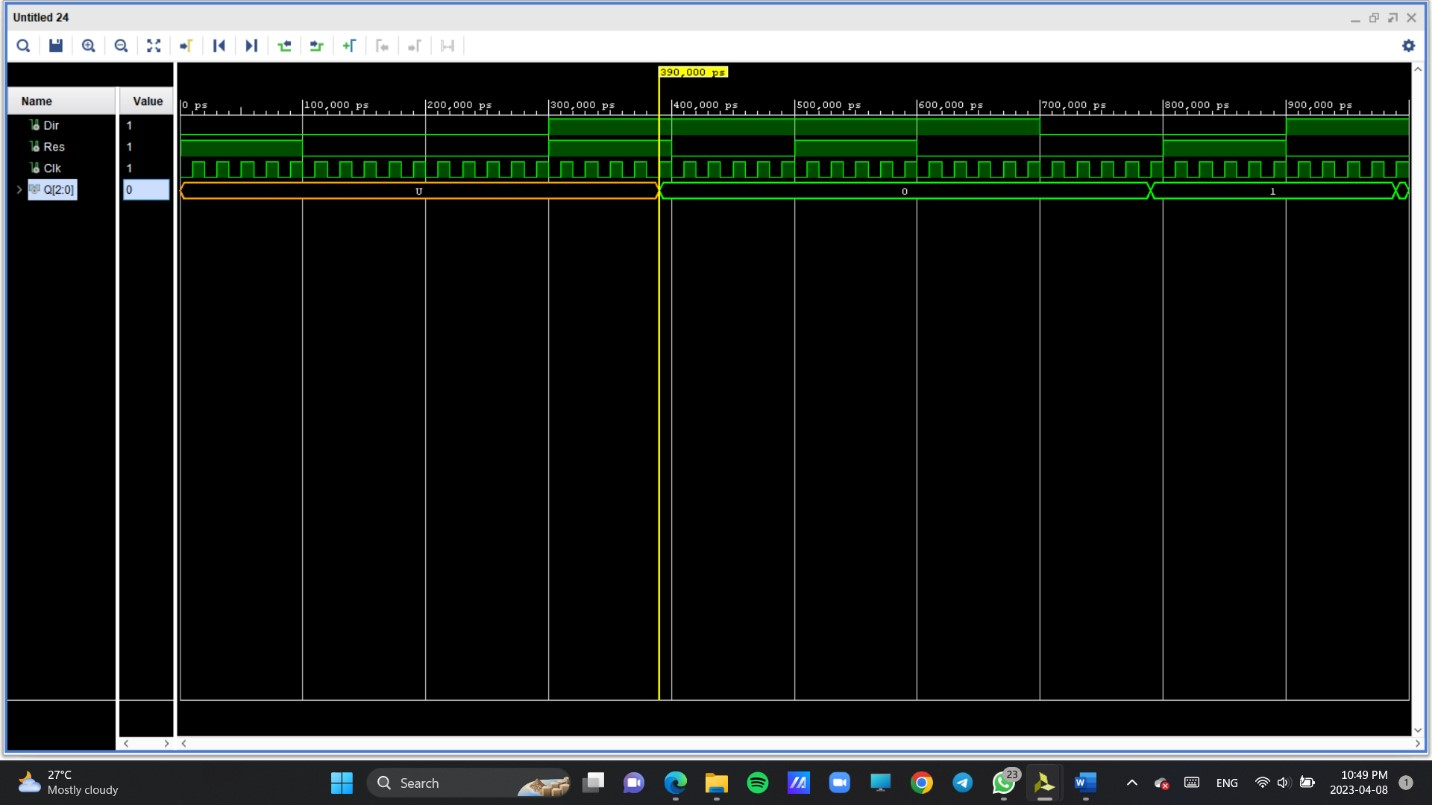 Untitled 24
390,000 ps
Name
Value
0 ps
100,000 ps
200,000 ps
300,000 ps
400,000 ps
500,000 ps
600,000 ps
700,000 ps
800,000 ps
900,000 ps
Dir
1
Res
1
Clk
1
Q[2:0]
0
U
0
1
27°C
Mostly cloudy
Search
23
W
ENG
10:49 PM
2023-04-08
1